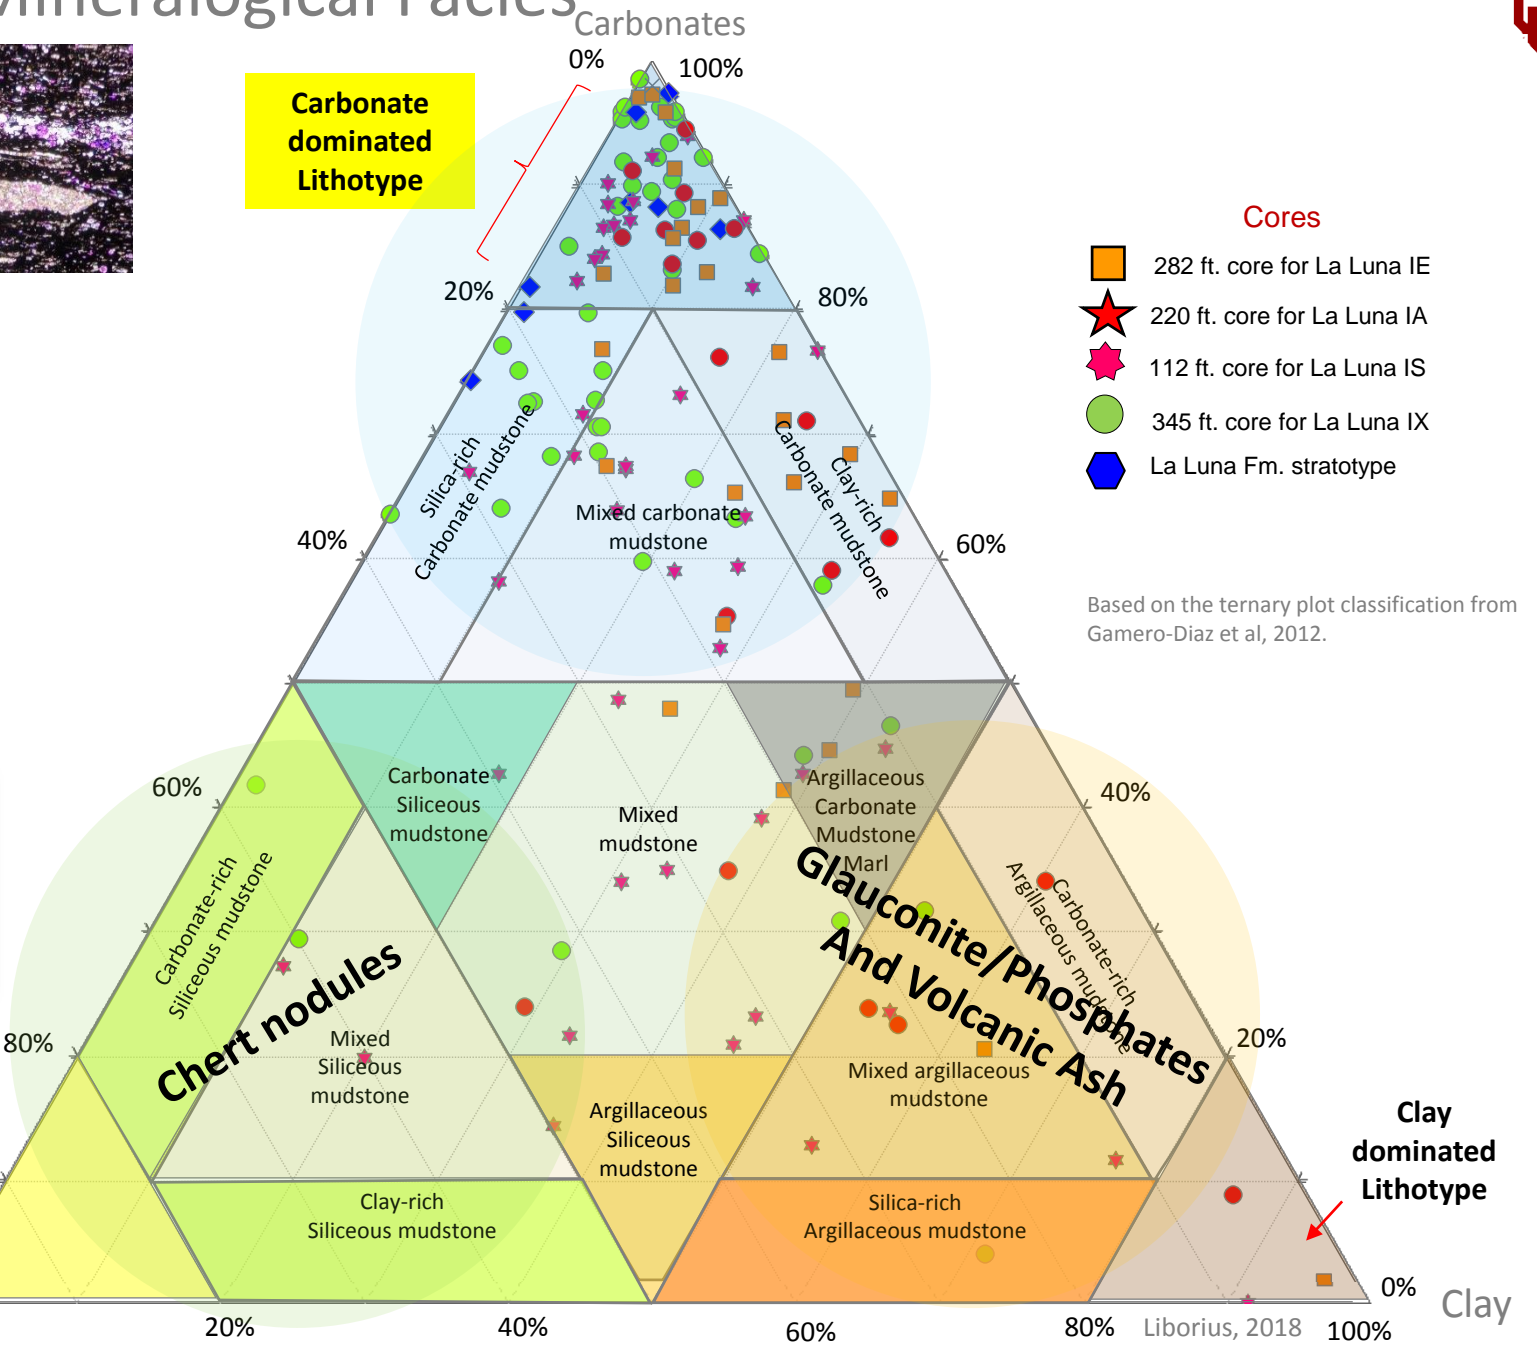 Mineralogical Facies
Carbonates
0%
100%
Carbonate
dominated
Lithotype
20%
80%
Cores
282 ft. core for La Luna IE
220 ft. core for La Luna IA
112 ft. core for La Luna IS
345 ft. core for La Luna IX
La Luna Fm. stratotype
Silica-rich
Carbonate mudstone
Mixed carbonate
mudstone
Clay-rich
Carbonate mudstone
40%
60%
Based on the ternary plot classification from
Gamero-Diaz et al, 2012.
60%
40%
Carbonate
Siliceous
mudstone
Mixed
mudstone
Argillaceous
Carbonate
Mudstone
Marl
Carbonate-rich
Siliceous mudstone
Carbonate-rich
Argillaceous mudstone
Glauconite/Phosphates
And Volcanic Ash
Chert nodules
80%
20%
Mixed
Siliceous
mudstone
Mixed argillaceous
mudstone
Argillaceous
Siliceous
mudstone
Clay
dominated
Lithotype
Clay-rich
Siliceous mudstone
Silica-rich
Argillaceous mudstone
0%
Clay
20%
40%
60%
80%
Liborius, 2018
100%